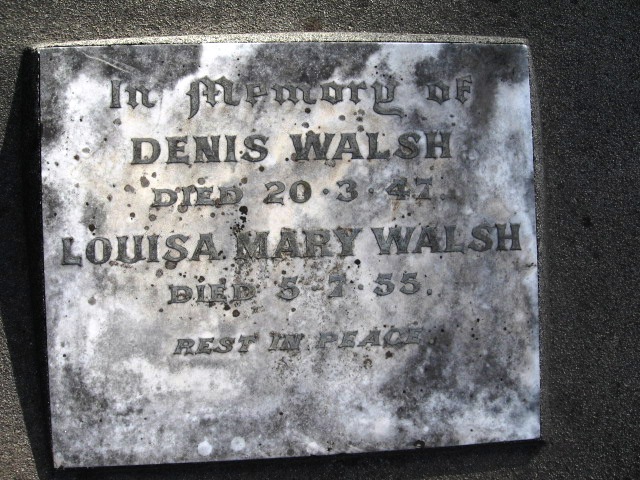 In Memory of
DENIS WALSH
DIED 20·3·47.
LOUISA MARY WALSH
DIED 5-7-55.
REST IN PEACE